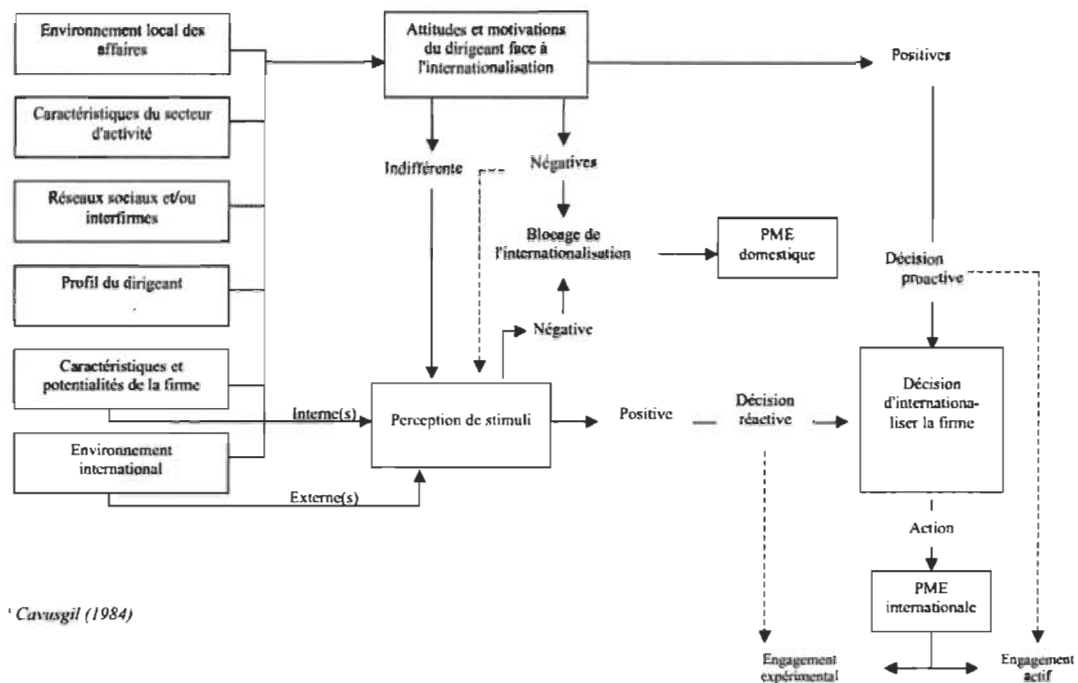 Environnement local des
affaires
Caractéristiques du secteur
d'activité
Réseaux sociaux et/ou
interfirmes
Profil du dirigeant
Caractéristiques et
potentialités de la firme
Environnement
international
Attitudes et motivations
du dirigeant face à
l'internationalisation
Positives
Indifférente
Négatives
Blocage de
l'internationalisation
PME
domestique
Négative
Décision
proactive
Interne(s)
Externe(s)
Perception de stimuli
Positive
Décision
réactive
Décision
d'internationa-
liser la firme
Action
PME
internationale
Engagement
expérimental
Engagement
actif
Cavusgil (1984)